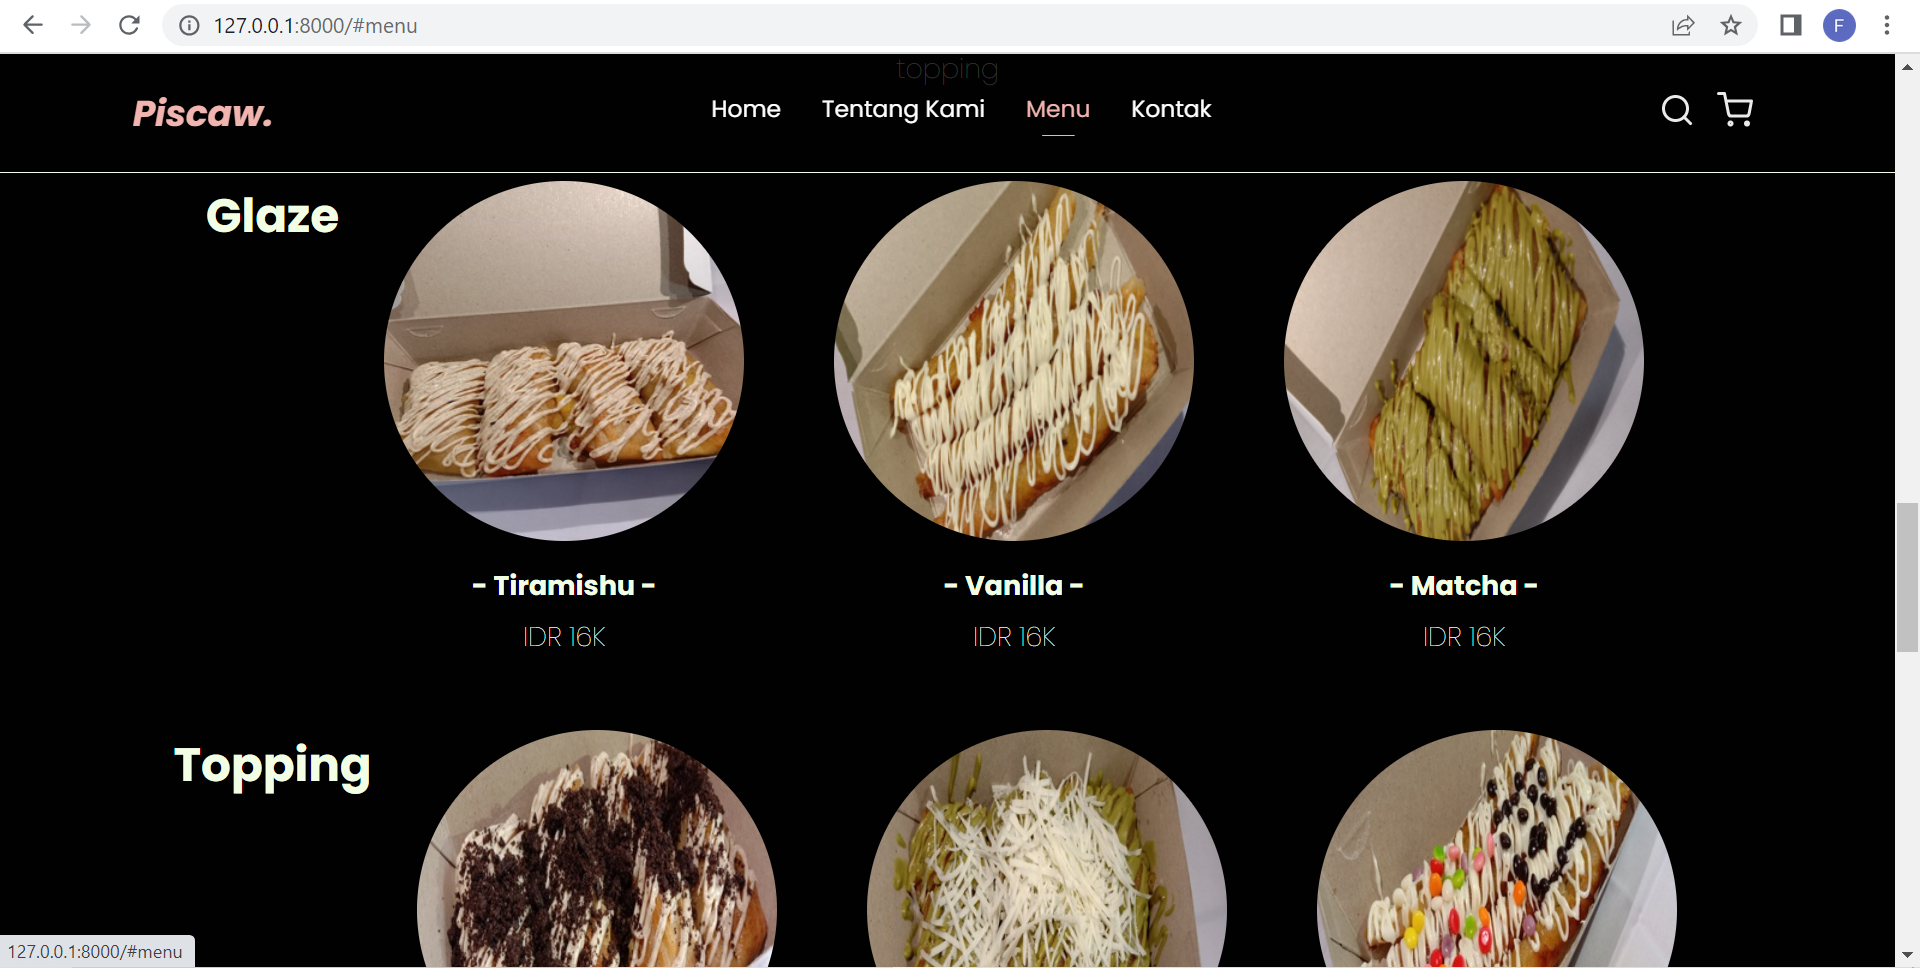 127.0.0.1:8000/#menu
F
topping
Piscaw.
Home Tentang Kami Menu Kontak
Glaze
- Tiramishu - - Vanilla - - Matcha -
IDR 16K IDR 16K IDR 16K
Topping
127.0.0.1:8000/#menu